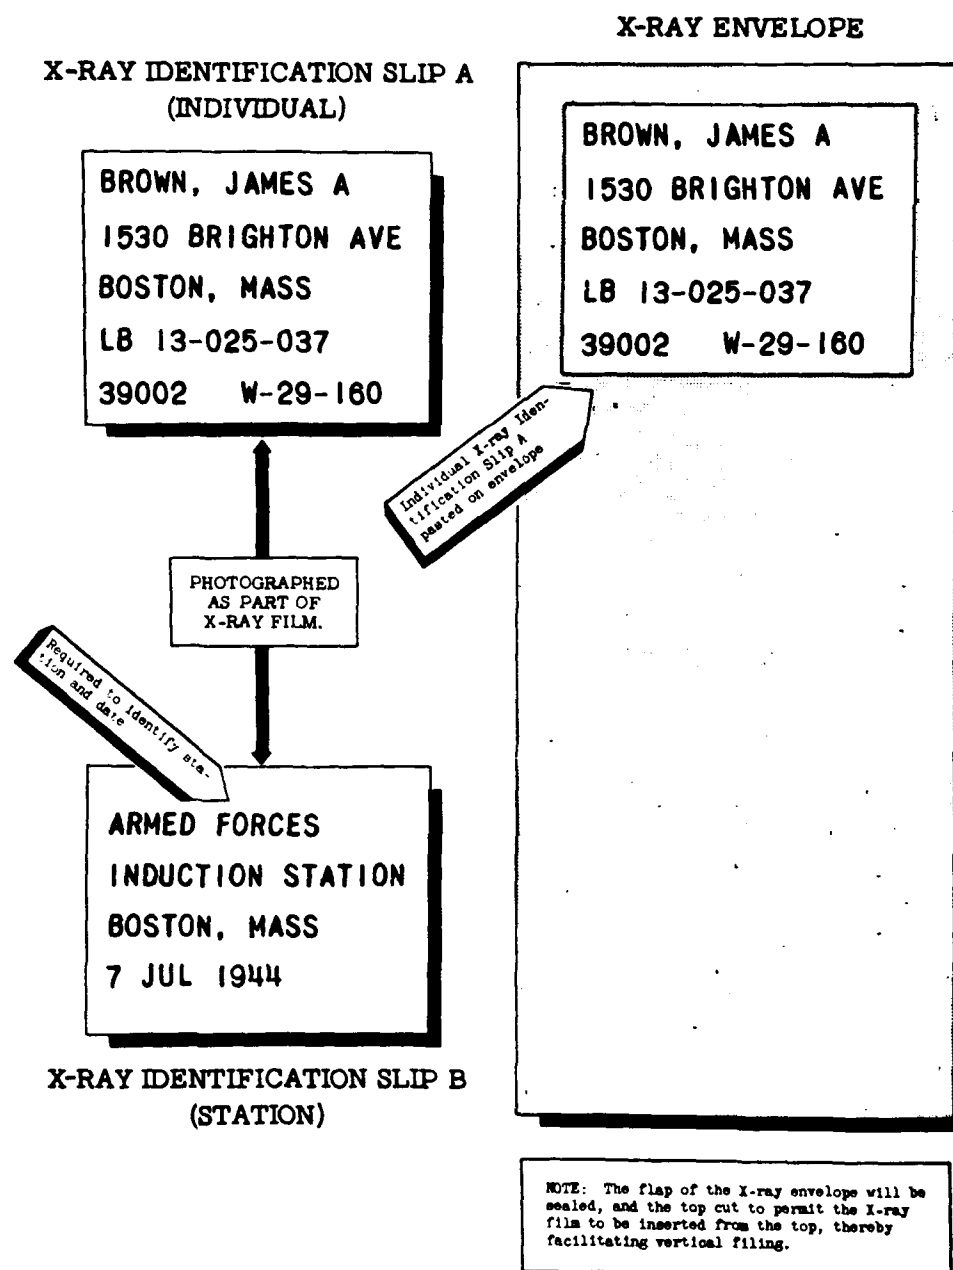 X-RAY ENVELOPE
X-RAY IDENTIFICATION SLIP A
(INDIVIDUAL)
BROWN, JAMES A
1530 BRIGHTON AVE
BOSTON, MASS
LB 13-025-037
39002 W-29-160
BROWN, JAMES A
1530 BRIGHTON AVE
BOSTON, MASS
LB 13-025-037
39002 W-29-160
Individual X-ray Iden-
tification Slip A
pasted on envelope
PHOTOGRAPHED
AS PART OF
X-RAY FILM.
Required to identify sta-
tion and date
ARMED FORCES
INDUCTION STATION
BOSTON, MASS
7 JUL 1944
X-RAY IDENTIFICATION SLIP B
(STATION)
NOTE: The flap of the X-ray envelope will be
sealed, and the top cut to permit the X-ray
film to be inserted from the top, thereby
facilitating vertical filing.